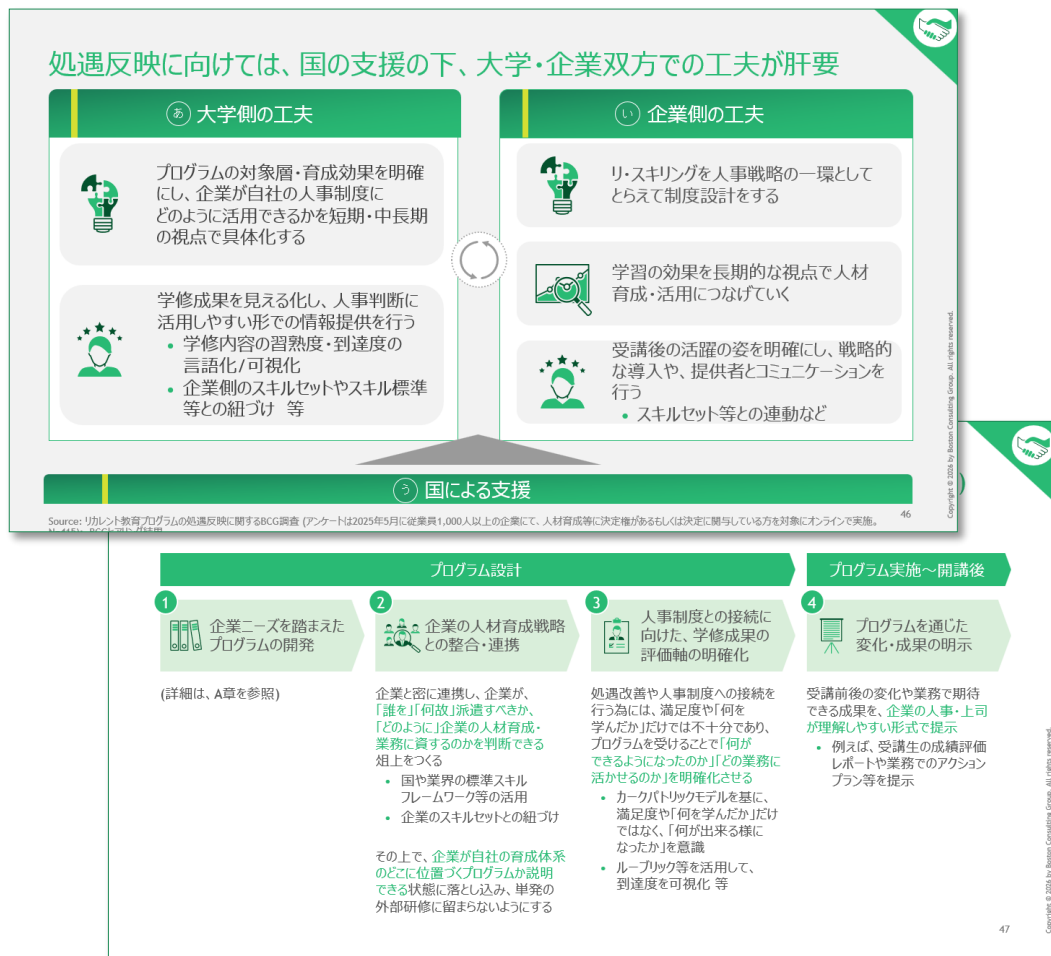 処遇反映に向けては、国の支援の下、大学・企業双方での工夫が肝要
あ 大学側の工夫
プログラムの対象層・育成効果を明確
にし、企業が自社の人事制度に
どのように活用できるかを短期・中長期
の視点で具体化する
学修成果を見える化し、人事判断に
活用しやすい形での情報提供を行う
• 学修内容の習熟度・到達度の
言語化/可視化
• 企業側のスキルセットやスキル標準
等との紐づけ 等
い 企業側の工夫
リ・スキリングを人事戦略の一環として
とらえて制度設計をする
学習の効果を長期的な視点で人材
育成・活用につなげていく
受講後の活躍の姿を明確にし、戦略的
な導入や、提供者とコミュニケーションを
行う
• スキルセット等との連動など
う 国による支援
Source: リカレント教育プログラムの処遇反映に関するBCG調査 (アンケートは2025年5月に従業員1,000人以上の企業にて、人材育成等に決定権があるもしくは決定に関与している方を対象にオンラインで実施。
46
Copyright © 2026 by Boston Consulting Group. All rights reserved.
プログラム設計
プログラム実施～開講後
1
企業ニーズを踏まえた
プログラムの開発
(詳細は、A章を参照)
2
企業の人材育成戦略
との整合・連携
企業と密に連携し、企業が、
「誰を」「何故」派遣すべきか、
「どのように」企業の人材育成・
業務に資するのかを判断できる
俎上をつくる
• 国や業界の標準スキル
フレームワーク等の活用
• 企業のスキルセットとの紐づけ
その上で、企業が自社の育成体系
のどこに位置づくプログラムか説明
できる状態に落とし込み、単発の
外部研修に留まらないようにする
3
人事制度との接続に
向けた、学修成果の
評価軸の明確化
処遇改善や人事制度への接続を
行う為には、満足度や「何を
学んだか」だけでは不十分であり、
プログラムを受けることで「何が
できるようになったのか」「どの業務に
活かせるのか」を明確化させる
• カークパトリックモデルを基に、
満足度や「何を学んだか」だけ
ではなく、「何が出来る様に
なったか」を意識
• ルーブリック等を活用して、
到達度を可視化 等
4
プログラムを通じた
変化・成果の明示
受講前後の変化や業務で期待
できる成果を、企業の人事・上司
が理解しやすい形式で提示
• 例えば、受講生の成績評価
レポートや業務でのアクション
プラン等を提示
47
Copyright © 2026 by Boston Consulting Group. All rights reserved.